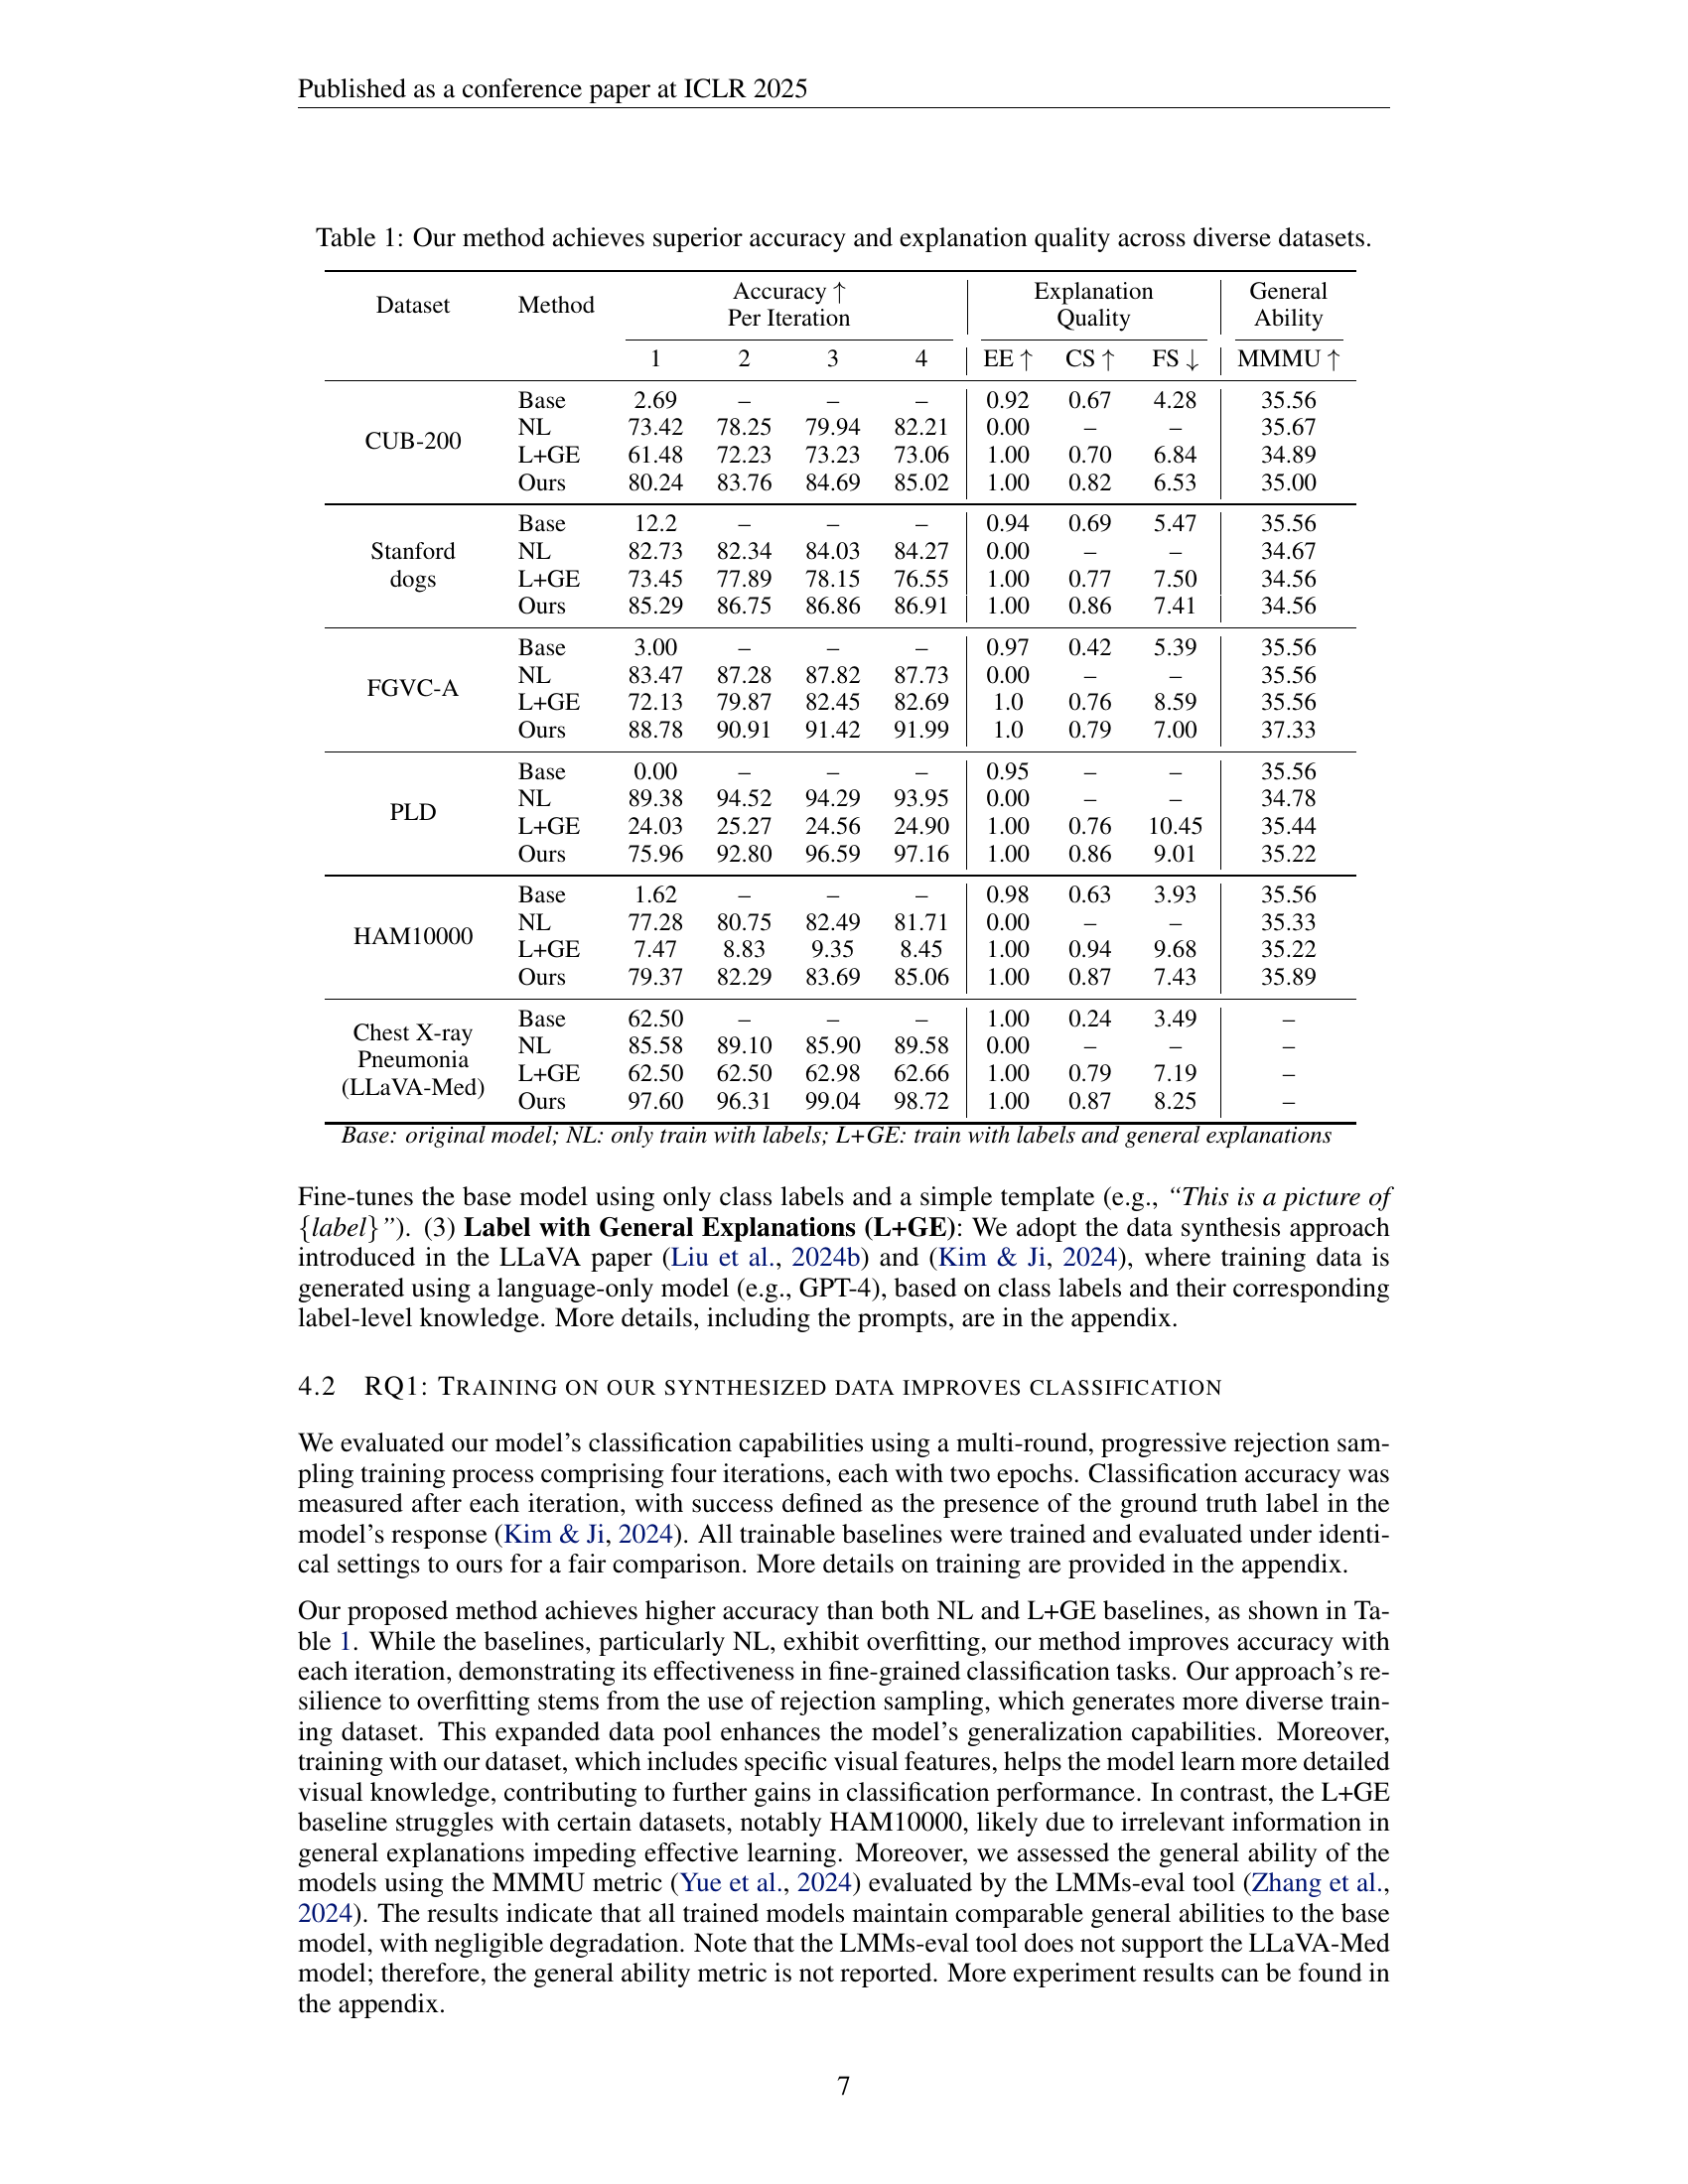 Published as a conference paper at ICLR 2025
Table 1: Our method achieves superior accuracy and explanation quality across diverse datasets.
Dataset Method Accuracy ↑ Per Iteration Explanation Quality General Ability
1 2 3 4 EE ↑ CS ↑ FS ↓ MMMU ↑
CUB-200
Base 2.69 – – – 0.92 0.67 4.28 35.56
NL 73.42 78.25 79.94 82.21 0.00 – – 35.67
L+GE 61.48 72.23 73.23 73.06 1.00 0.70 6.84 34.89
Ours 80.24 83.76 84.69 85.02 1.00 0.82 6.53 35.00
Stanford dogs
Base 12.2 – – – 0.94 0.69 5.47 35.56
NL 82.73 82.34 84.03 84.27 0.00 – – 34.67
L+GE 73.45 77.89 78.15 76.55 1.00 0.77 7.50 34.56
Ours 85.29 86.75 86.86 86.91 1.00 0.86 7.41 34.56
FGVC-A
Base 3.00 – – – 0.97 0.42 5.39 35.56
NL 83.47 87.28 87.82 87.73 0.00 – – 35.56
L+GE 72.13 79.87 82.45 82.69 1.0 0.76 8.59 35.56
Ours 88.78 90.91 91.42 91.99 1.0 0.79 7.00 37.33
PLD
Base 0.00 – – – 0.95 – – 35.56
NL 89.38 94.52 94.29 93.95 0.00 – – 34.78
L+GE 24.03 25.27 24.56 24.90 1.00 0.76 10.45 35.44
Ours 75.96 92.80 96.59 97.16 1.00 0.86 9.01 35.22
HAM10000
Base 1.62 – – – 0.98 0.63 3.93 35.56
NL 77.28 80.75 82.49 81.71 0.00 – – 35.33
L+GE 7.47 8.83 9.35 8.45 1.00 0.94 9.68 35.22
Ours 79.37 82.29 83.69 85.06 1.00 0.87 7.43 35.89
Chest X-ray Pneumonia (LLaVA-Med)
Base 62.50 – – – 1.00 0.24 3.49 –
NL 85.58 89.10 85.90 89.58 0.00 – – –
L+GE 62.50 62.50 62.98 62.66 1.00 0.79 7.19 –
Ours 97.60 96.31 99.04 98.72 1.00 0.87 8.25 –
Base: original model; NL: only train with labels; L+GE: train with labels and general explanations
Fine-tunes the base model using only class labels and a simple template (e.g., “This is a picture of
{label}”). (3) Label with General Explanations (L+GE): We adopt the data synthesis approach
introduced in the LLaVA paper (Liu et al., 2024b) and (Kim & Ji, 2024), where training data is
generated using a language-only model (e.g., GPT-4), based on class labels and their corresponding
label-level knowledge. More details, including the prompts, are in the appendix.
4.2 RQ1: TRAINING ON OUR SYNTHESIZED DATA IMPROVES CLASSIFICATION
We evaluated our model’s classification capabilities using a multi-round, progressive rejection sam-
pling training process comprising four iterations, each with two epochs. Classification accuracy was
measured after each iteration, with success defined as the presence of the ground truth label in the
model’s response (Kim & Ji, 2024). All trainable baselines were trained and evaluated under identi-
cal settings to ours for a fair comparison. More details on training are provided in the appendix.
Our proposed method achieves higher accuracy than both NL and L+GE baselines, as shown in Ta-
ble 1. While the baselines, particularly NL, exhibit overfitting, our method improves accuracy with
each iteration, demonstrating its effectiveness in fine-grained classification tasks. Our approach’s re-
silience to overfitting stems from the use of rejection sampling, which generates more diverse train-
ing dataset. This expanded data pool enhances the model’s generalization capabilities. Moreover,
training with our dataset, which includes specific visual features, helps the model learn more detailed
visual knowledge, contributing to further gains in classification performance. In contrast, the L+GE
baseline struggles with certain datasets, notably HAM10000, likely due to irrelevant information in
general explanations impeding effective learning. Moreover, we assessed the general ability of the
models using the MMMU metric (Yue et al., 2024) evaluated by the LMMs-eval tool (Zhang et al.,
2024). The results indicate that all trained models maintain comparable general abilities to the base
model, with negligible degradation. Note that the LMMs-eval tool does not support the LLaVA-Med
model; therefore, the general ability metric is not reported. More experiment results can be found in
the appendix.
7